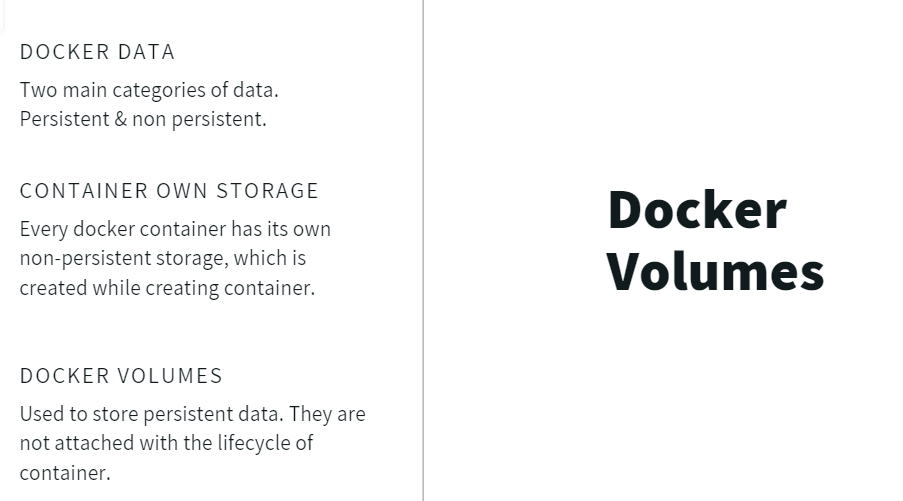 DOCKER DATA
Two main categories of data.
Persistent & non persistent.
CONTAINER OWN STORAGE
Every docker container has its own
non-persistent storage, which is
created while creating container.
DOCKER VOLUMES
Used to store persistent data. They are
not attached with the lifecycle of
container.
Docker
Volumes